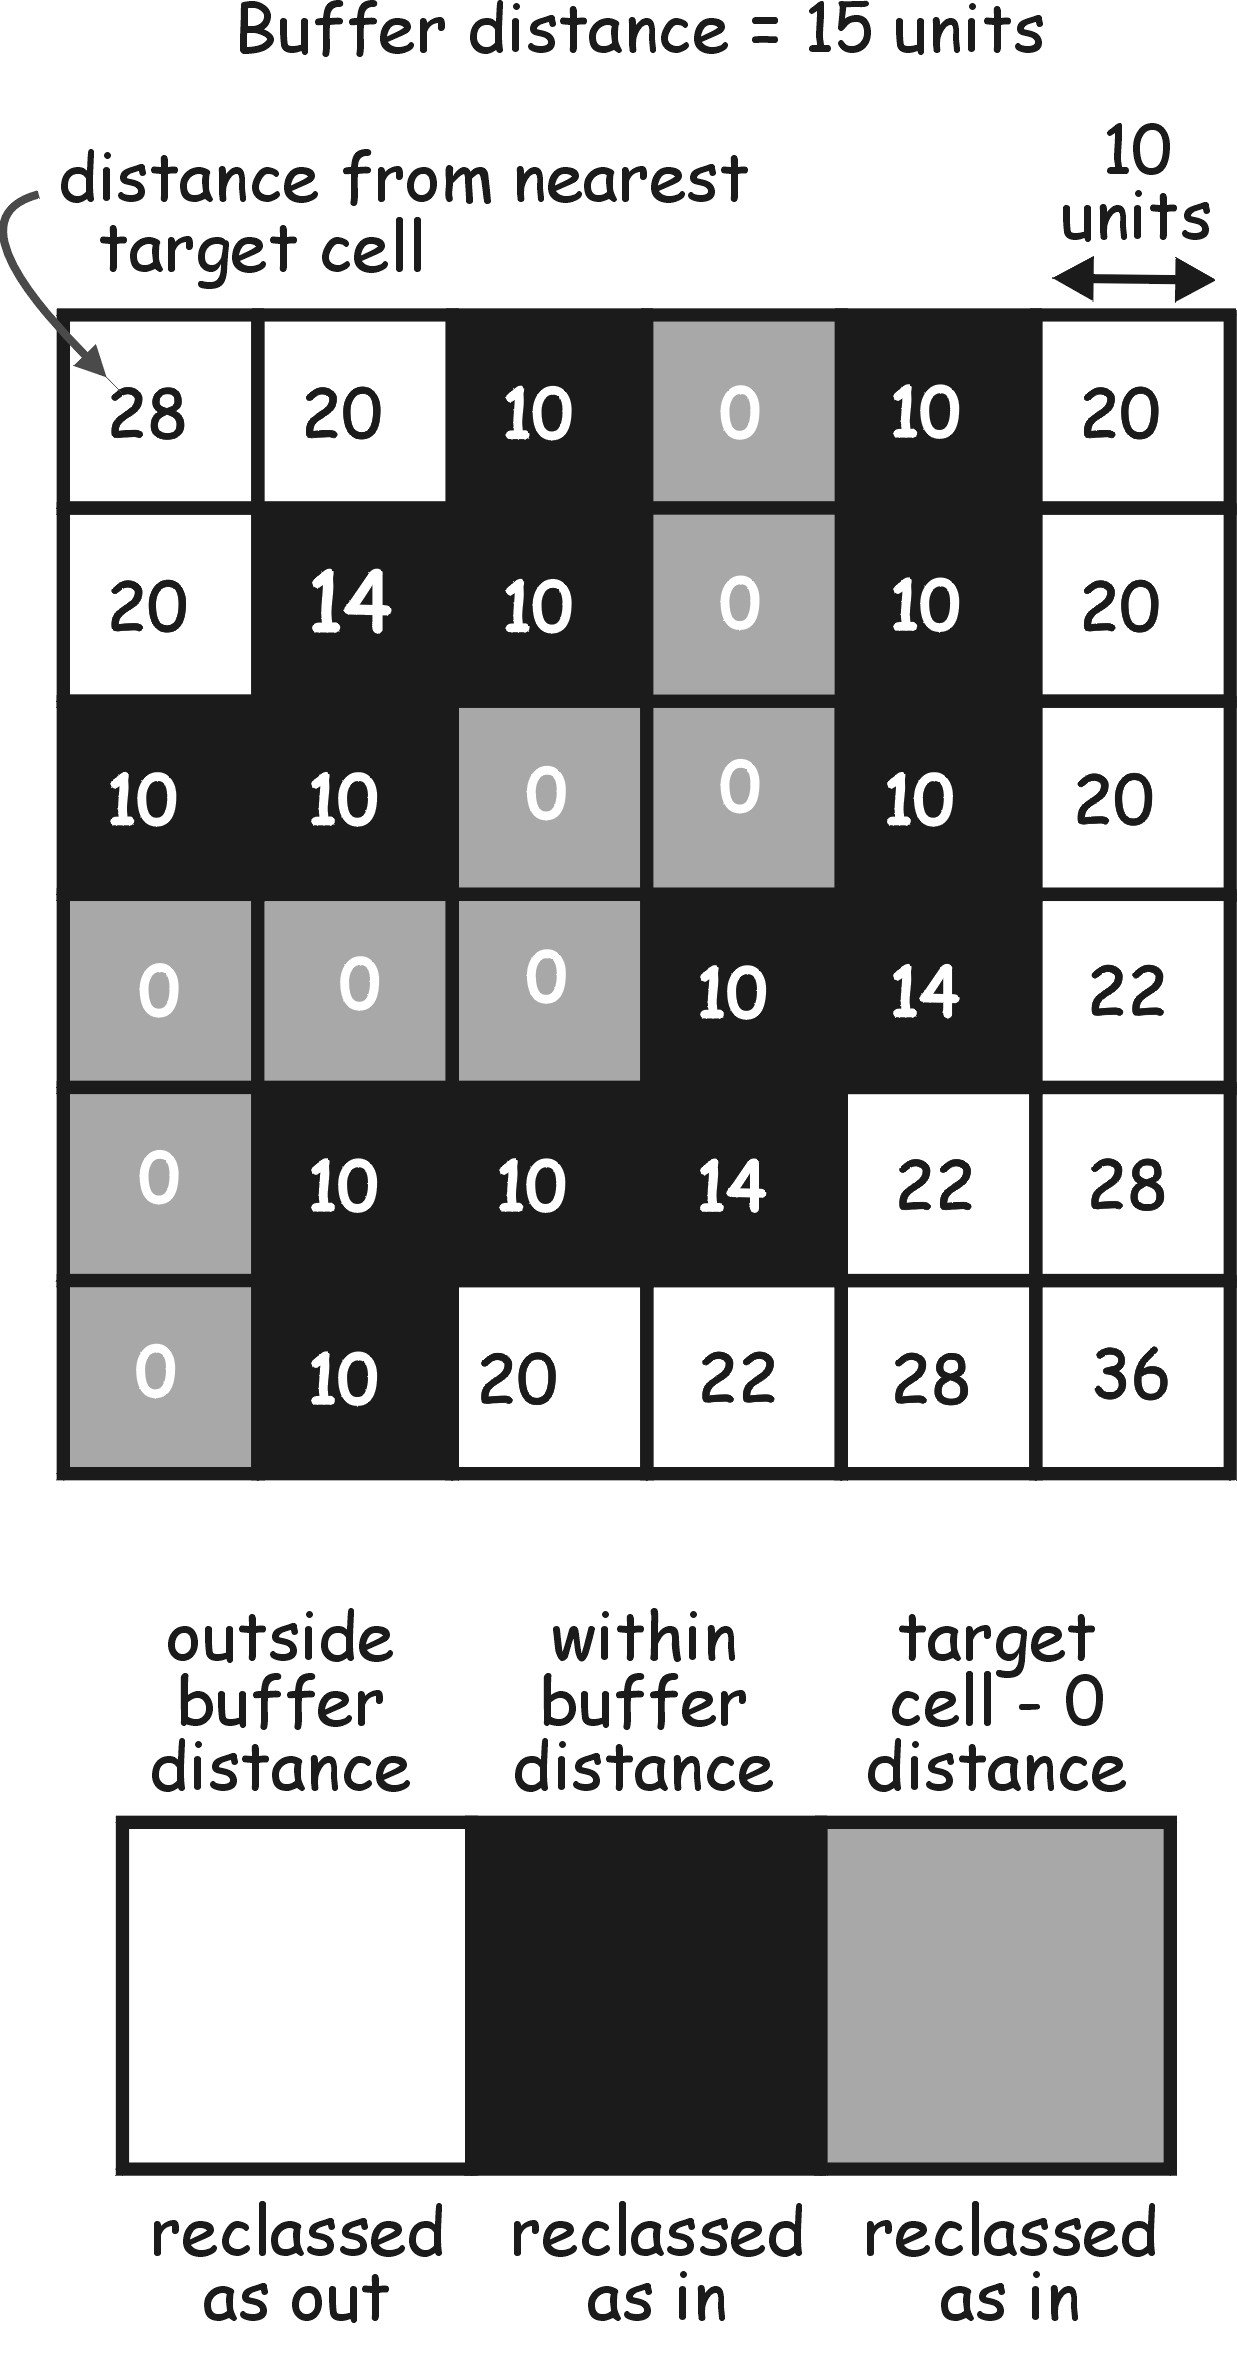 Buffer distance = 15 units
10
units
distance from nearest
target cell
28 20 10 0 10 20
20 14 10 0 10 20
10 10 0 0 10 20
0 0 0 10 14 22
0 10 10 14 22 28
0 10 20 22 28 36
outside within target
buffer buffer cell - 0
distance distance distance
reclassed reclassed reclassed
as out as in as in